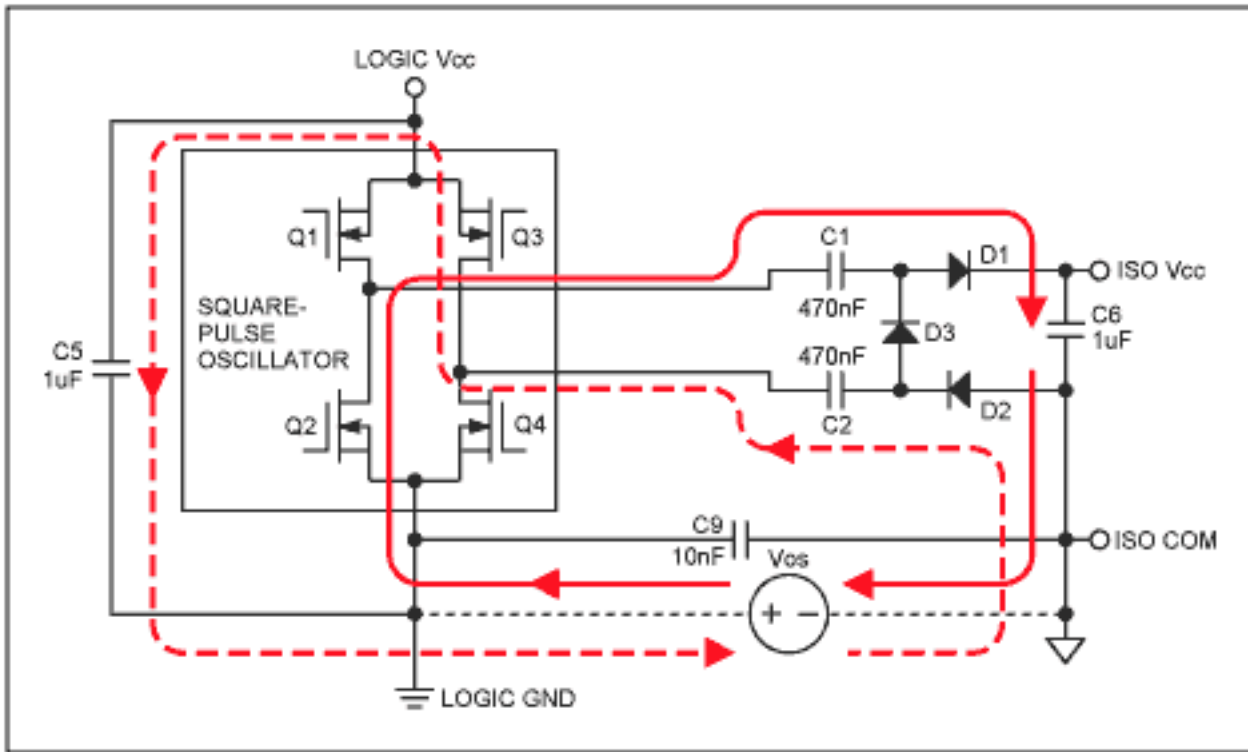 LOGIC Vcc
Q1
Q3
C1
D1
ISO Vcc
470nF
SQUARE-
PULSE
OSCILLATOR
C6
1uF
D3
C5
1uF
470nF
Q2
Q4
C2
D2
C9
10nF
ISO COM
Vos
+ −
LOGIC GND